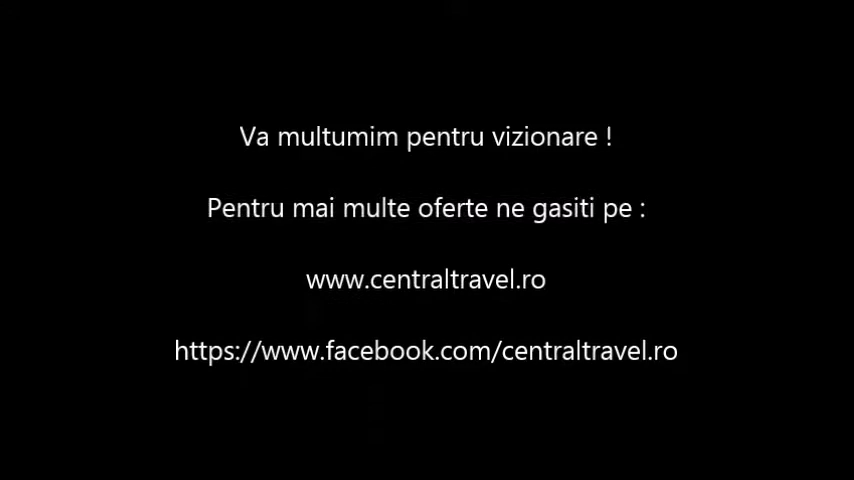 Va multumim pentru vizionare !
Pentru mai multe oferte ne gasiti pe :
www.centraltravel.ro
https://www.facebook.com/centraltravel.ro